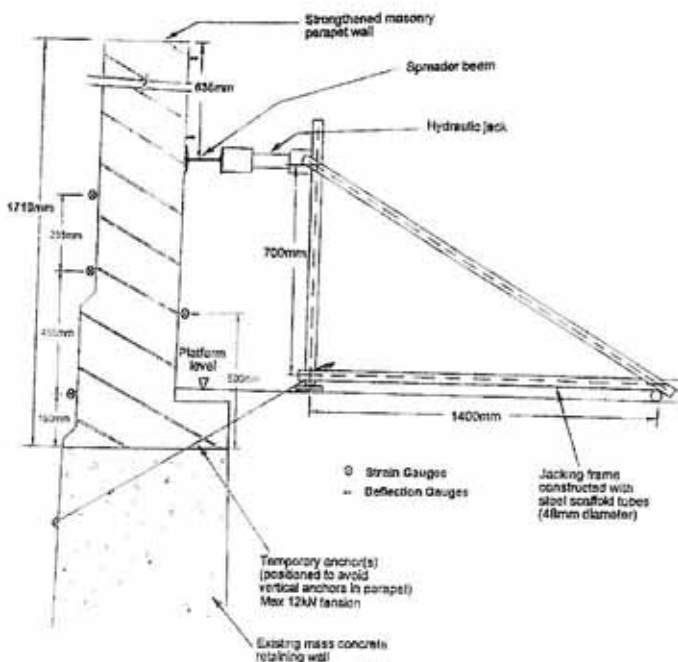 Strengthened masonry
parapet wall
Spreader beam
635mm
Hydraulic jack
1710mm
700mm
Platform
level
520mm
150mm
1400mm
Strain Gauges
Deflection Gauges
Jacking frame
constructed with
steel scaffold tubes
(48mm diameter)
Temporary anchor(s)
(positioned to avoid
vertical anchors in parapet)
Max 12kN tension
Existing mass concrete
retaining wall